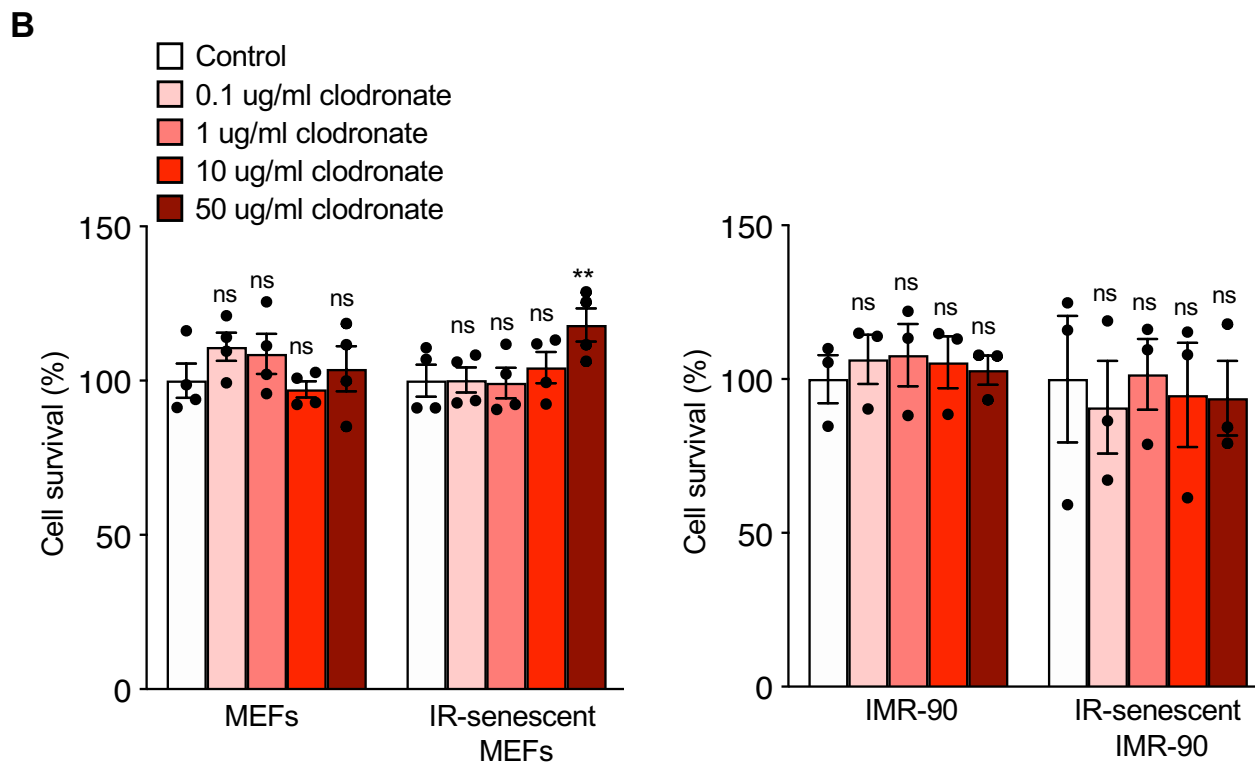 B
Control
0.1 ug/ml clodronate
1 ug/ml clodronate
10 ug/ml clodronate
50 ug/ml clodronate
Cell survival (%)
150
100
50
0
ns
ns
ns
ns
ns
ns
ns
**
MEFs
IR-senescent
MEFs
Cell survival (%)
150
100
50
0
ns
ns
ns
ns
ns
ns
ns
ns
IMR-90
IR-senescent
IMR-90